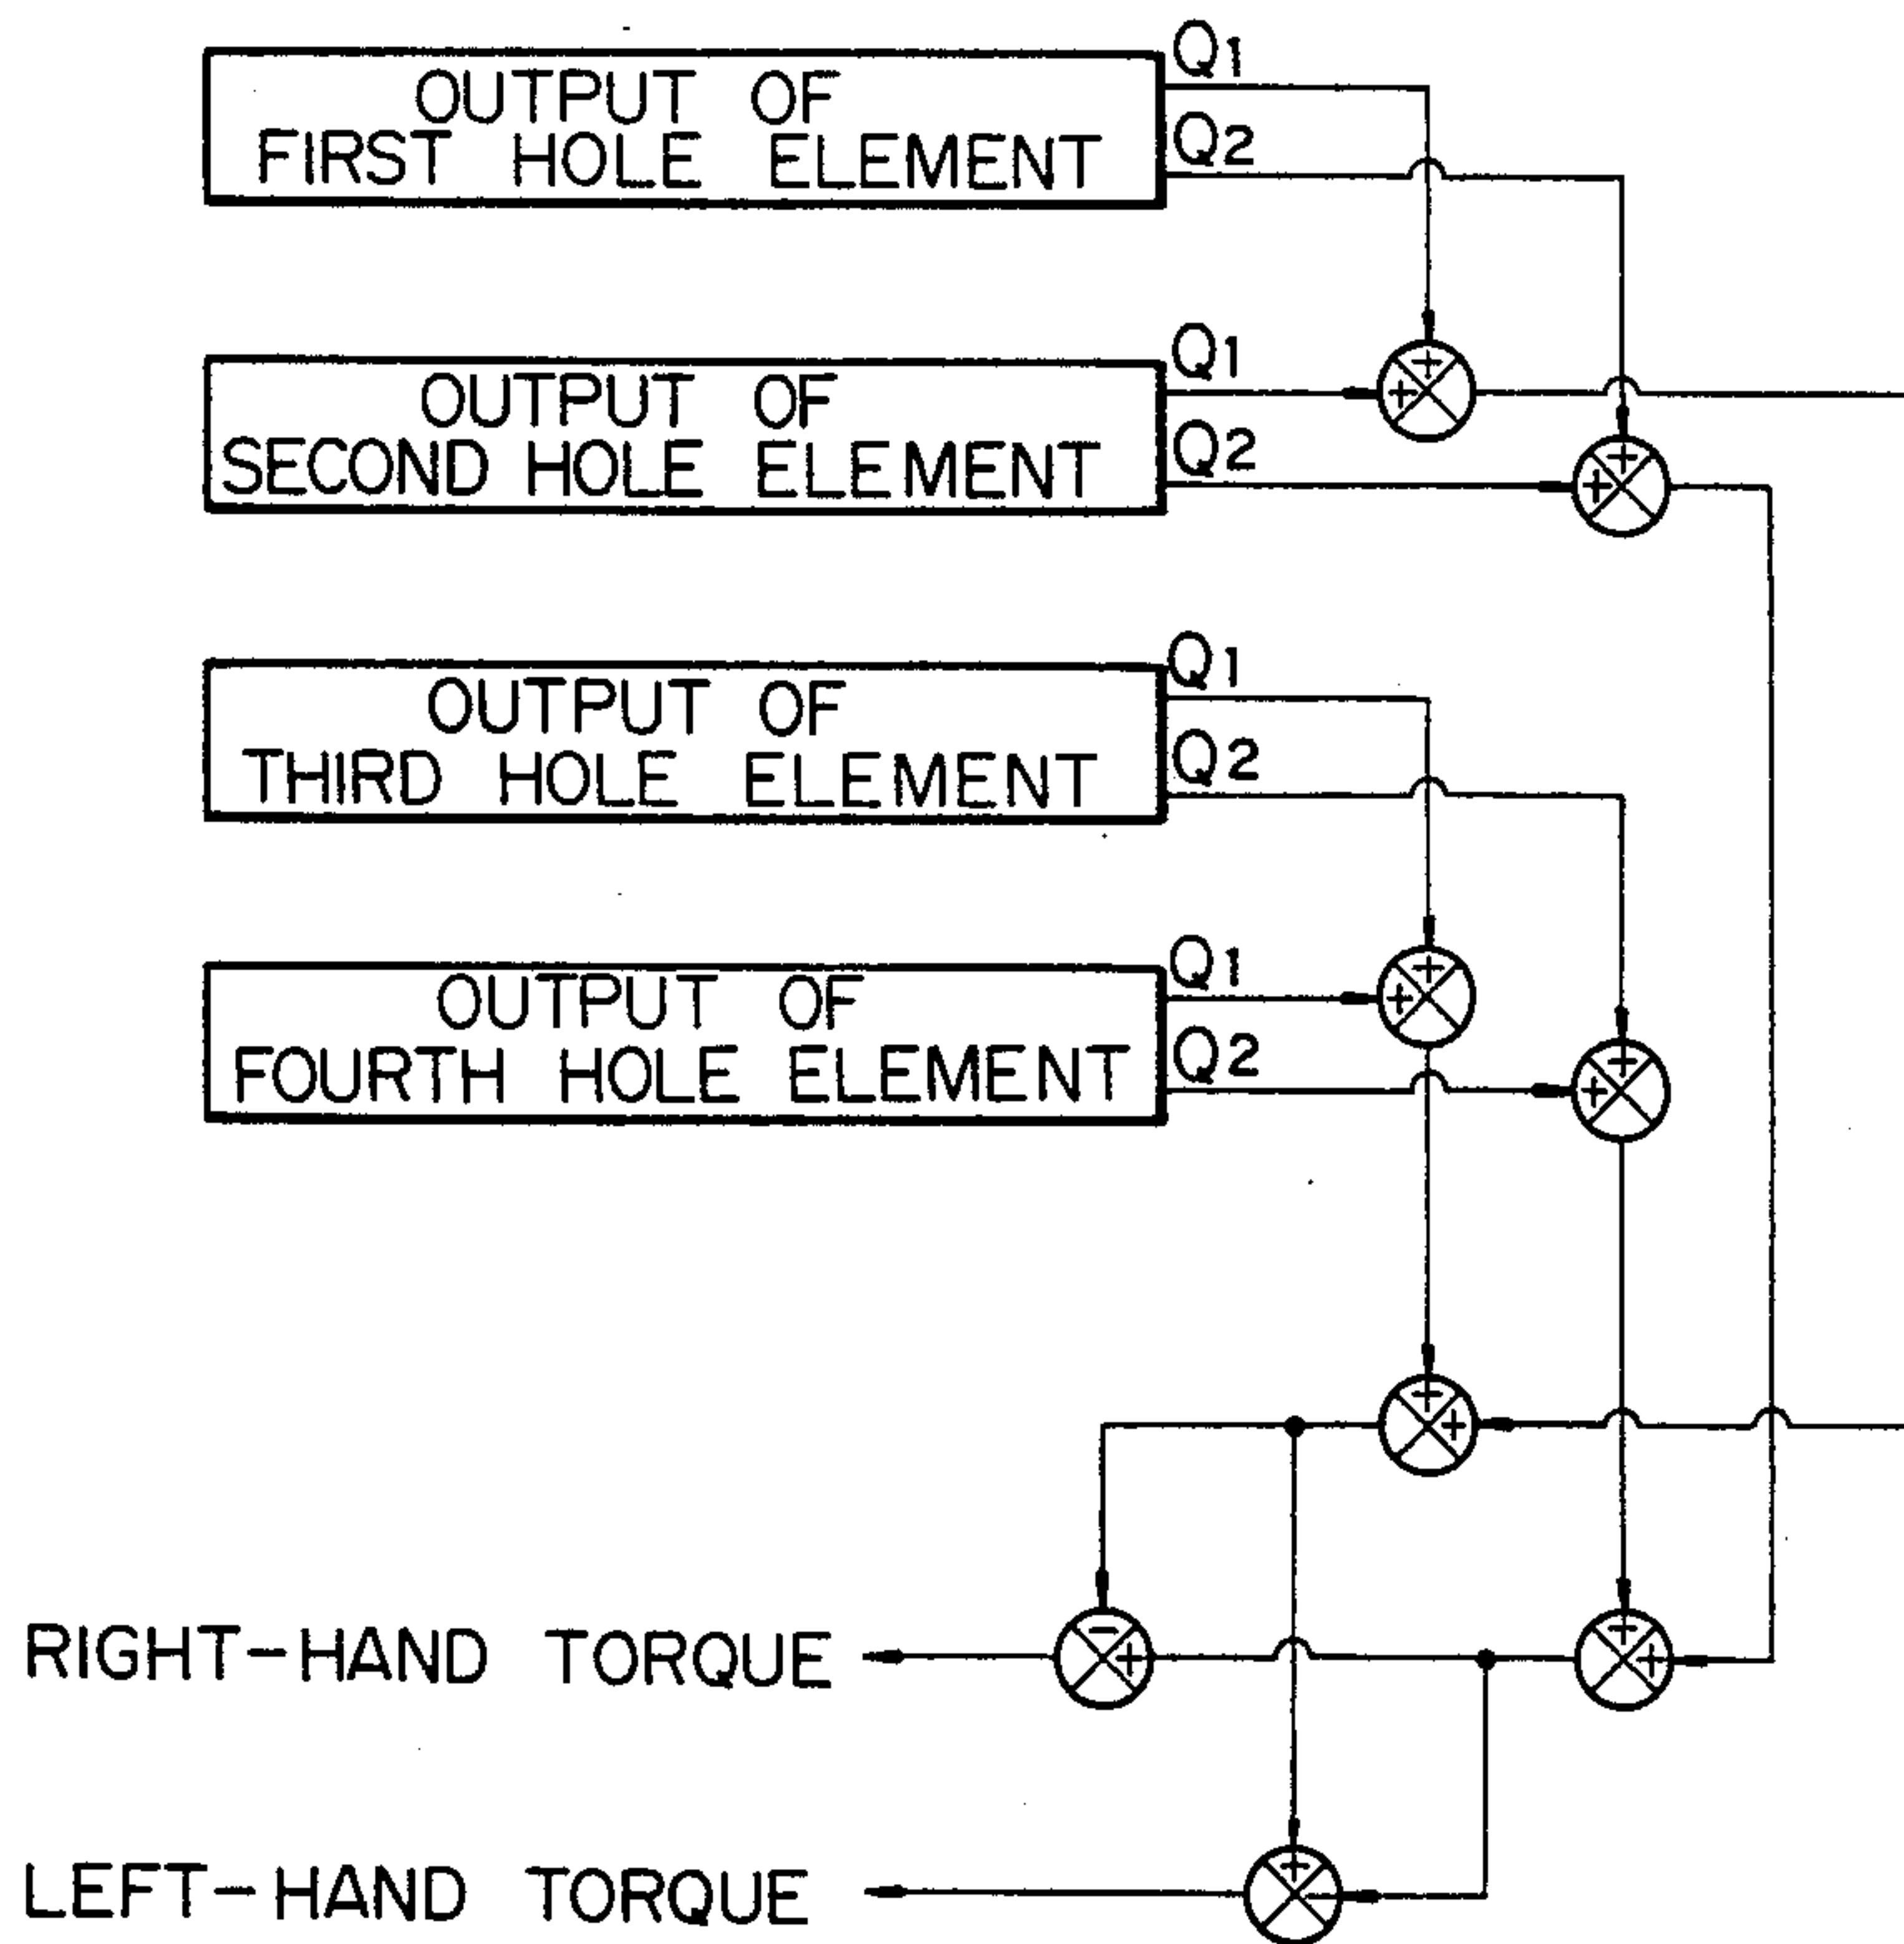 OUTPUT OF
FIRST HOLE ELEMENT
Q1
Q2
OUTPUT OF
SECOND HOLE ELEMENT
Q1
Q2
OUTPUT OF
THIRD HOLE ELEMENT
Q1
Q2
OUTPUT OF
FOURTH HOLE ELEMENT
Q1
Q2
+
+
+
+
+
+
+
+
+
+
−
+
+
+
RIGHT-HAND TORQUE
+
−
LEFT-HAND TORQUE